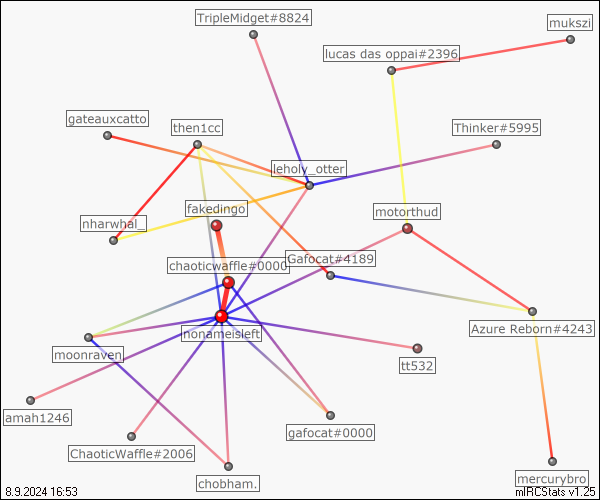 TripleMidget#8824
mukszi
lucas das oppai#2396
gateauxcatto
then1cc
Thinker#5995
leholy_otter
fakedingo
motorthud
nharwhal_
chaoticwaffle#0000
Gafocat#4189
nonameisleft
Azure Reborn#4243
moonraven
tt532
amah1246
gafocat#0000
ChaoticWaffle#2006
chobham.
mercurybro
8.9.2024 16:53
mIRCStats v1.25